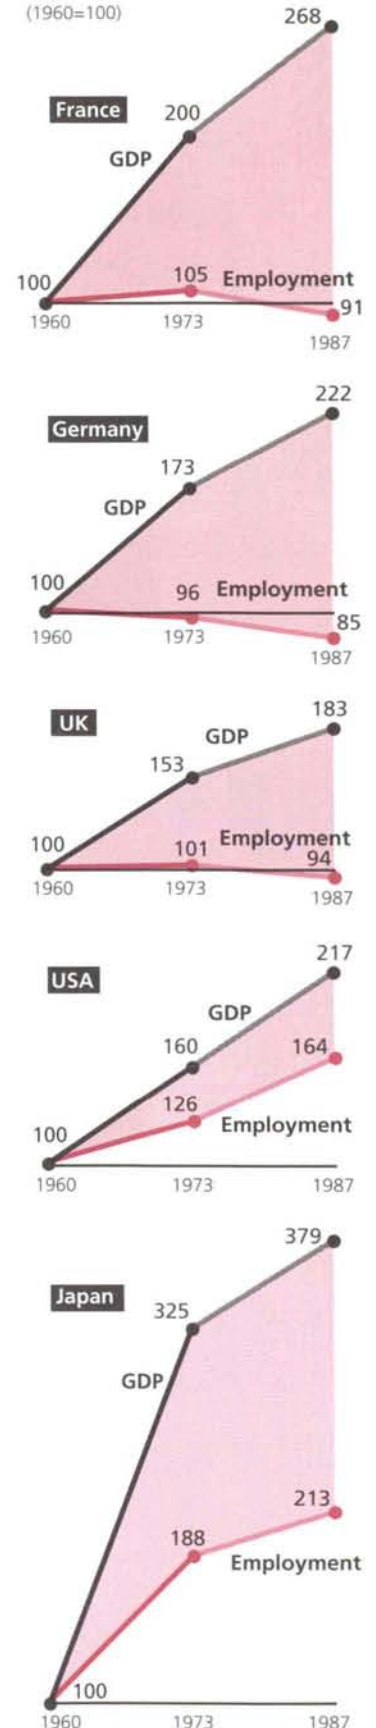 (1960=100)
268
France
200
GDP
100
105
Employment
91
1960
1973
1987
222
Germany
173
GDP
100
96
Employment
85
1960
1973
1987
183
UK
GDP
153
100
101
Employment
94
1960
1973
1987
217
USA
GDP
160
164
126
100
Employment
1960
1973
1987
379
Japan
325
GDP
213
188
Employment
100
1960
1973
1987